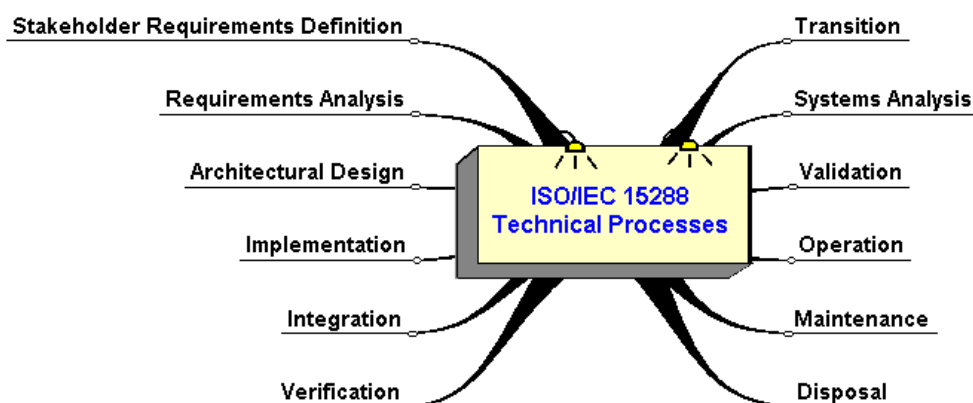 Stakeholder Requirements Definition
Requirements Analysis
Architectural Design
Implementation
Integration
Verification
ISO/IEC 15288
Technical Processes
Transition
Systems Analysis
Validation
Operation
Maintenance
Disposal